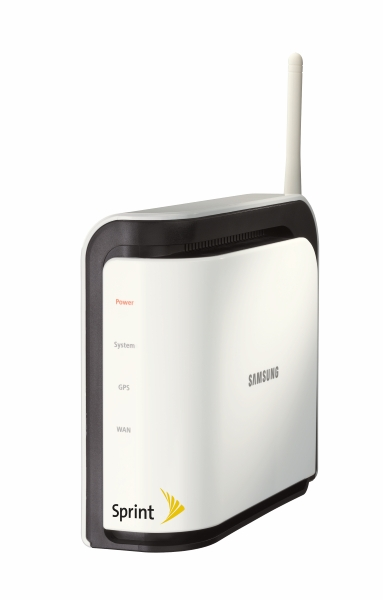 Power
System
SAMSUNG
GPS
WAN
Sprint